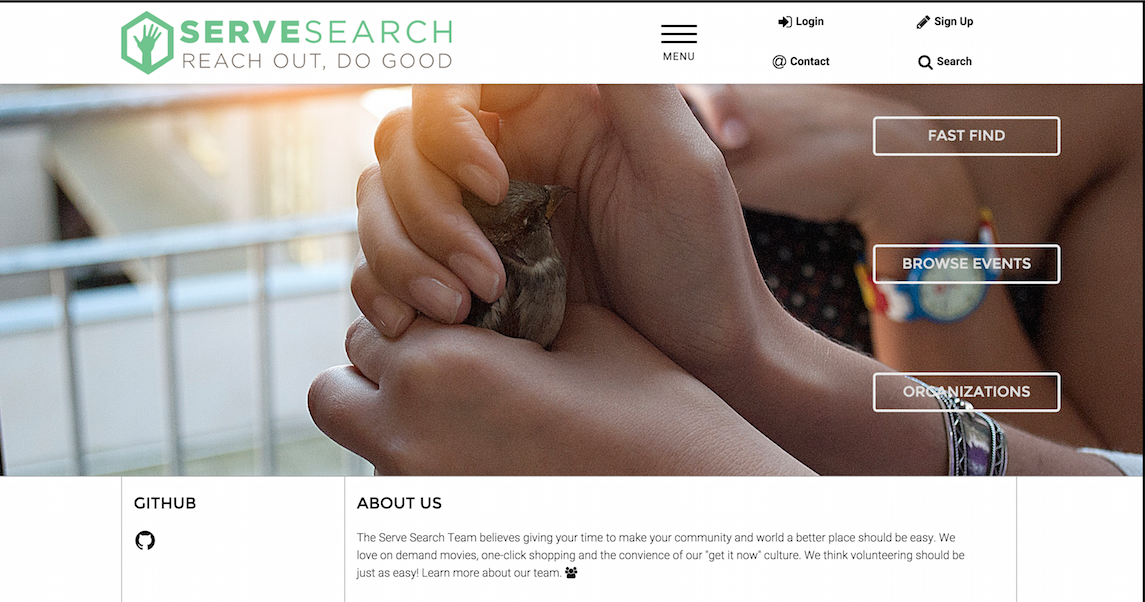 SERVESEARCH
REACH OUT, DO GOOD
MENU
Login
Sign Up
Contact
Search
FAST FIND
BROWSE EVENTS
ORGANIZATIONS
GITHUB
ABOUT US
The Serve Search Team believes giving your time to make your community and world a better place should be easy. We
love on demand movies, one-click shopping and the convience of our "get it now" culture. We think volunteering should be
just as easy! Learn more about our team.